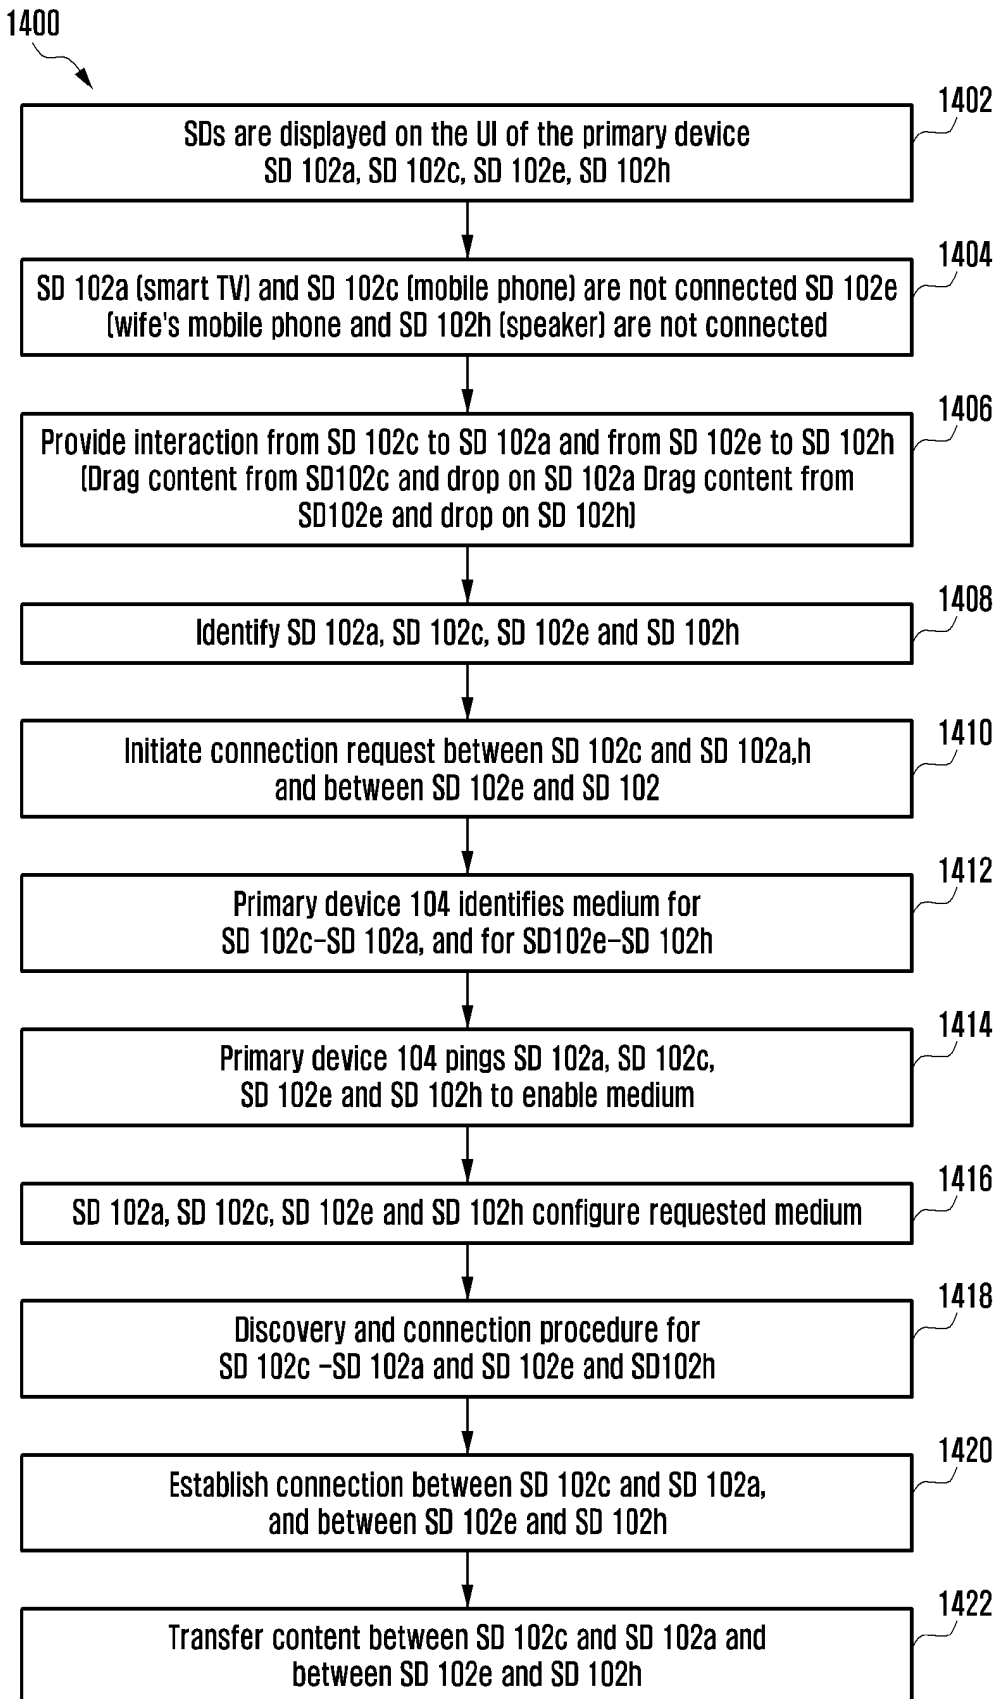 1400
1402
SDs are displayed on the UI of the primary device
SD 102a, SD 102c, SD 102e, SD 102h
1404
SD 102a (smart TV) and SD 102c (mobile phone) are not connected SD 102e
(wife's mobile phone and SD 102h (speaker) are not connected
1406
Provide interaction from SD 102c to SD 102a and from SD 102e to SD 102h
(Drag content from SD102c and drop on SD 102a Drag content from
SD102e and drop on SD 102h)
1408
Identify SD 102a, SD 102c, SD 102e and SD 102h
1410
Initiate connection request between SD 102c and SD 102a,h
and between SD 102e and SD 102
1412
Primary device 104 identifies medium for
SD 102c-SD 102a, and for SD102e-SD 102h
1414
Primary device 104 pings SD 102a, SD 102c,
SD 102e and SD 102h to enable medium
1416
SD 102a, SD 102c, SD 102e and SD 102h configure requested medium
1418
Discovery and connection procedure for
SD 102c -SD 102a and SD 102e and SD102h
1420
Establish connection between SD 102c and SD 102a,
and between SD 102e and SD 102h
1422
Transfer content between SD 102c and SD 102a and
between SD 102e and SD 102h